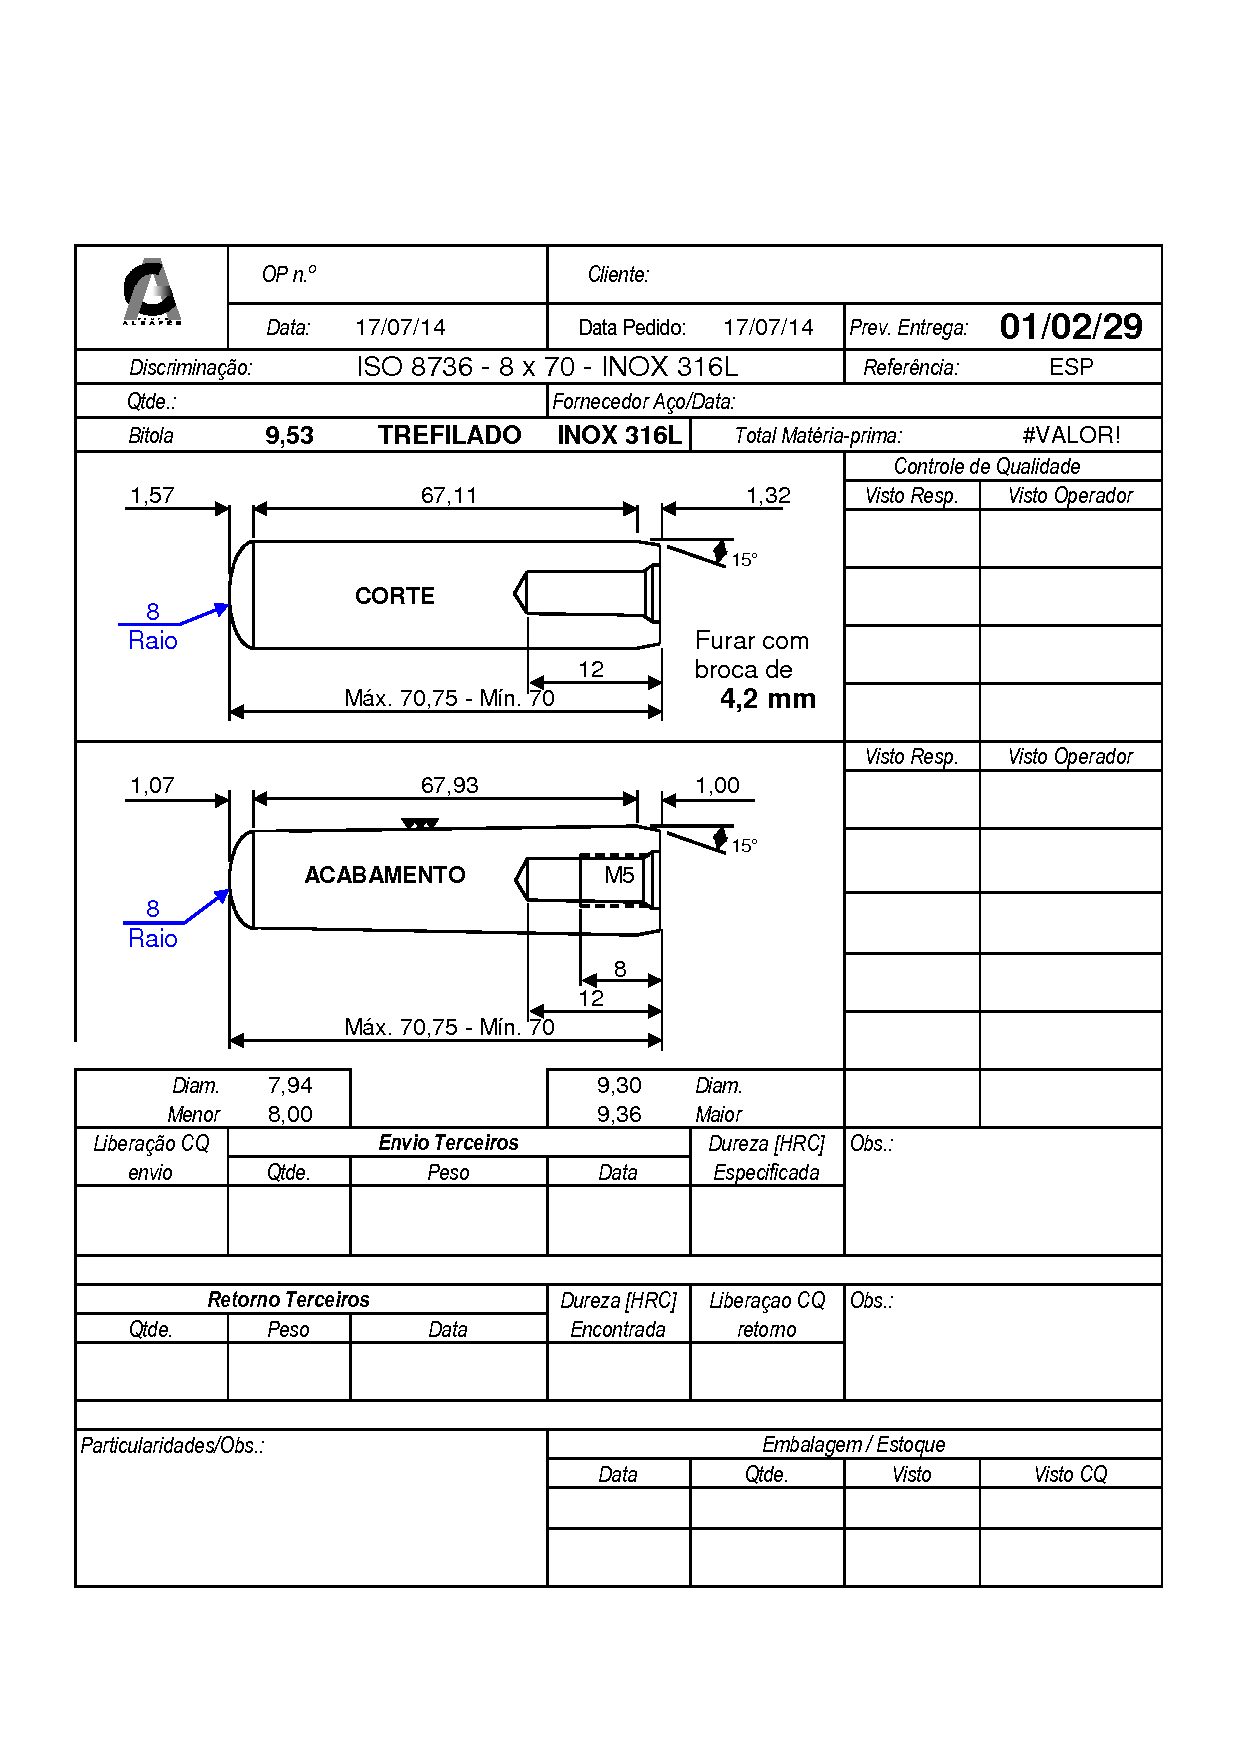 GRUPO
ALBAFER
OP n.º Cliente:
Data: 17/07/14 Data Pedido: 17/07/14 Prev. Entrega: 01/02/29
Discriminação: ISO 8736 - 8 x 70 - INOX 316L Referência: ESP
Qtde.: Fornecedor Aço/Data:
Bitola 9,53 TREFILADO INOX 316L Total Matéria-prima: #VALOR!
Controle de Qualidade
1,57 67,11 1,32 Visto Resp. Visto Operador
15°
CORTE
8
Raio Furar com
12 broca de
Máx. 70,75 - Mín. 70 4,2 mm
Visto Resp. Visto Operador
1,07 67,93 1,00
15°
ACABAMENTO M5
8
Raio
8
12
Máx. 70,75 - Mín. 70
Diam. 7,94 9,30 Diam.
Menor 8,00 9,36 Maior
Liberação CQ Envio Terceiros Dureza [HRC] Obs.:
envio Qtde. Peso Data Especificada
Retorno Terceiros Dureza [HRC] Liberaçao CQ Obs.:
Qtde. Peso Data Encontrada retorno
Particularidades/Obs.: Embalagem / Estoque
Data Qtde. Visto Visto CQ